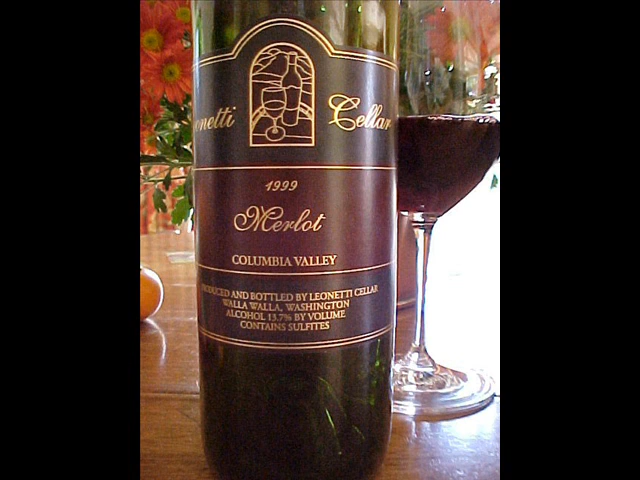 onetti Cellar
1999
Merlot
COLUMBIA VALLEY
PRODUCED AND BOTTLED BY LEONETTI CELLAR
WALLA WALLA, WASHINGTON
ALCOHOL 13.7% BY VOLUME
CONTAINS SULFITES